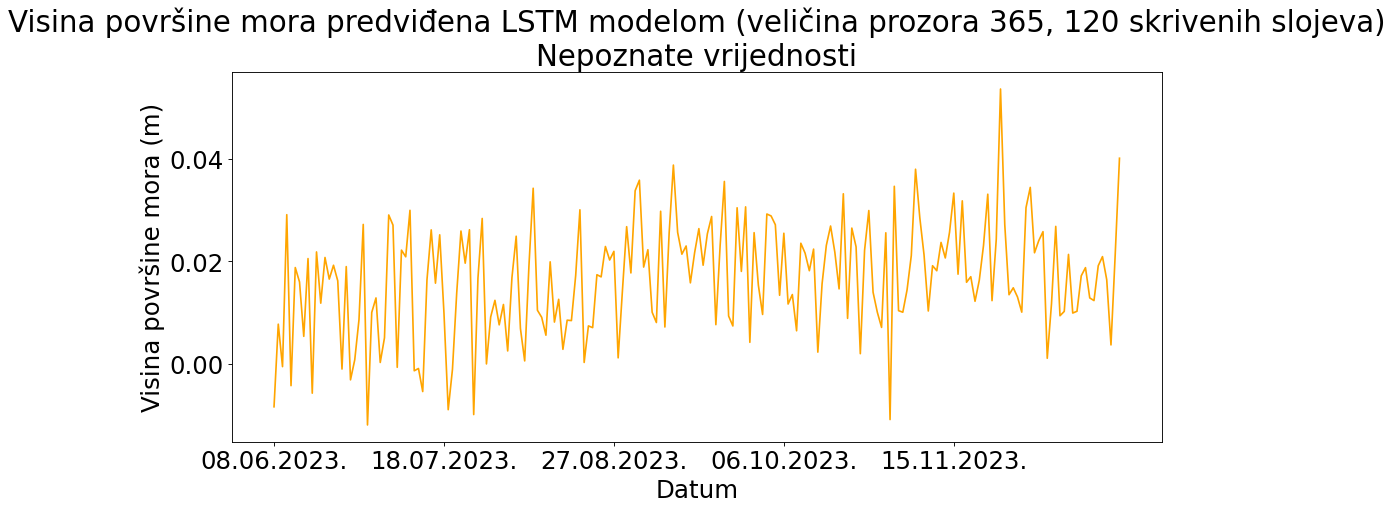 Visina površine mora predviđena LSTM modelom (veličina prozora 365, 120 skrivenih slojeva)
Nepoznate vrijednosti
Visina površine mora (m)
0.04
0.02
0.00
08.06.2023. 18.07.2023. 27.08.2023. 06.10.2023. 15.11.2023.
Datum